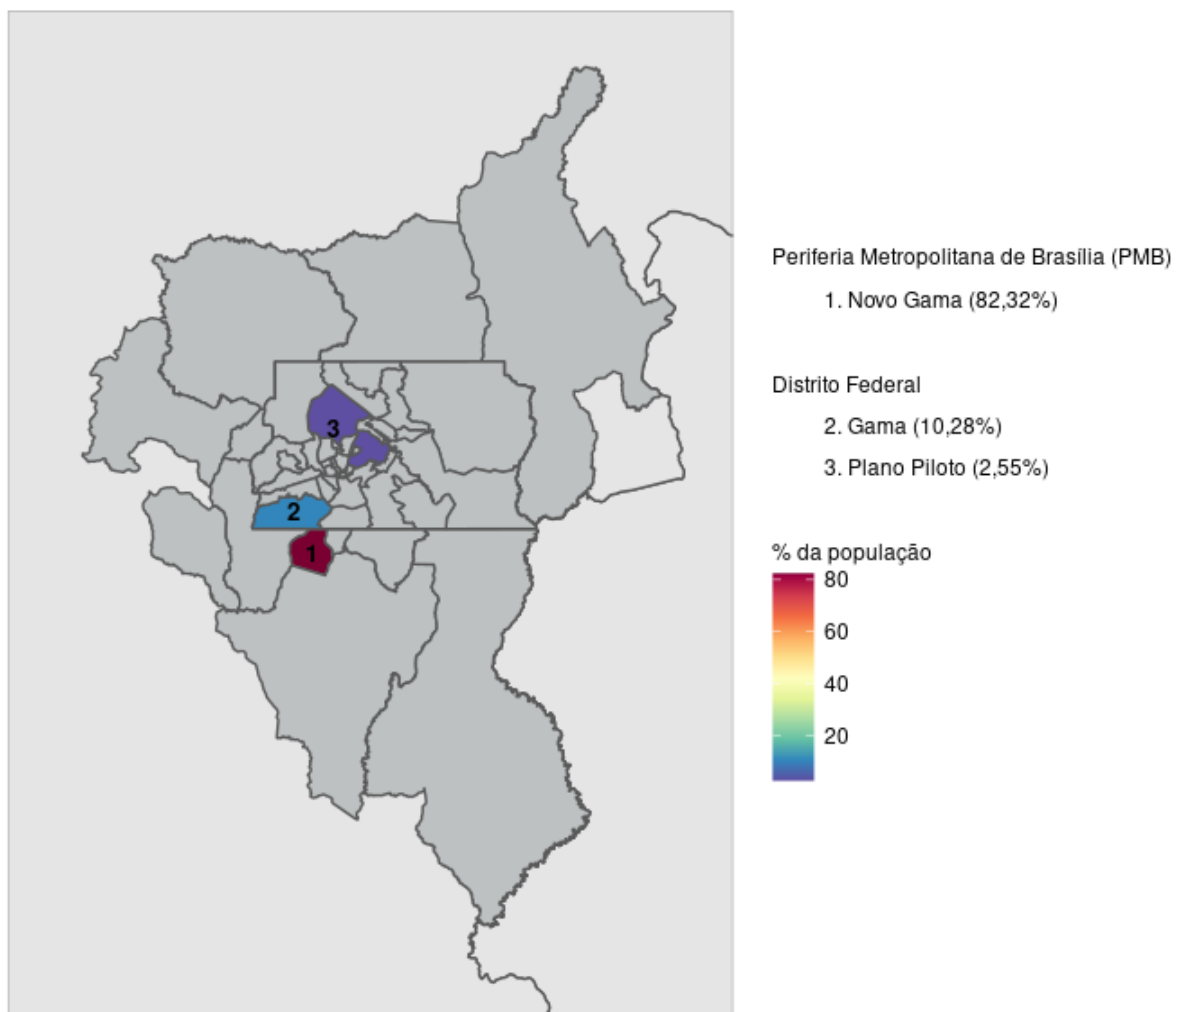 Periferia Metropolitana de Brasília (PMB)
1. Novo Gama (82,32%)
Distrito Federal
2. Gama (10,28%)
3. Plano Piloto (2,55%)
% da população
80
60
40
20
3
2
1